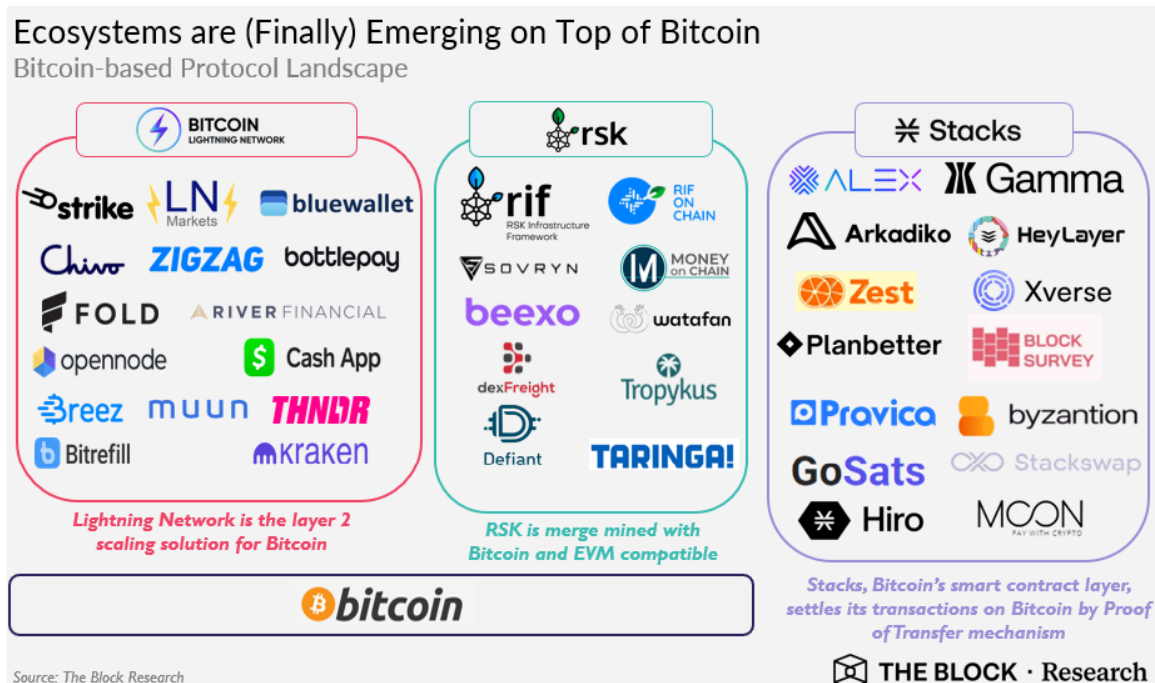 Ecosystems are (Finally) Emerging on Top of Bitcoin
Bitcoin-based Protocol Landscape
BITCOIN
LIGHTNING NETWORK
strike
LN
Markets
bluewallet
Chivo
ZIGZAG
bottlepay
FOLD
RIVER FINANCIAL
opennode
Cash App
Breez
muun
THNDR
Bitrefill
kraken
Lightning Network is the layer 2
scaling solution for Bitcoin
rsk
rif
RSK Infrastructure
Framework
RIF
ON
CHAIN
SOVRYN
MONEY
on CHAIN
beexo
watafan
dexFreight
Tropykus
Defiant
TARINGA!
RSK is merge mined with
Bitcoin and EVM compatible
Stacks
ALEX
Gamma
Arkadiko
HeyLayer
Zest
Xverse
Planbetter
BLOCK
SURVEY
Pravica
byzantion
GoSats
Stackswap
Hiro
MOON
PAY WITH CRYPTO
Stacks, Bitcoin's smart contract layer,
settles its transactions on Bitcoin by Proof
of Transfer mechanism
bitcoin
Source: The Block Research
THE BLOCK · Research